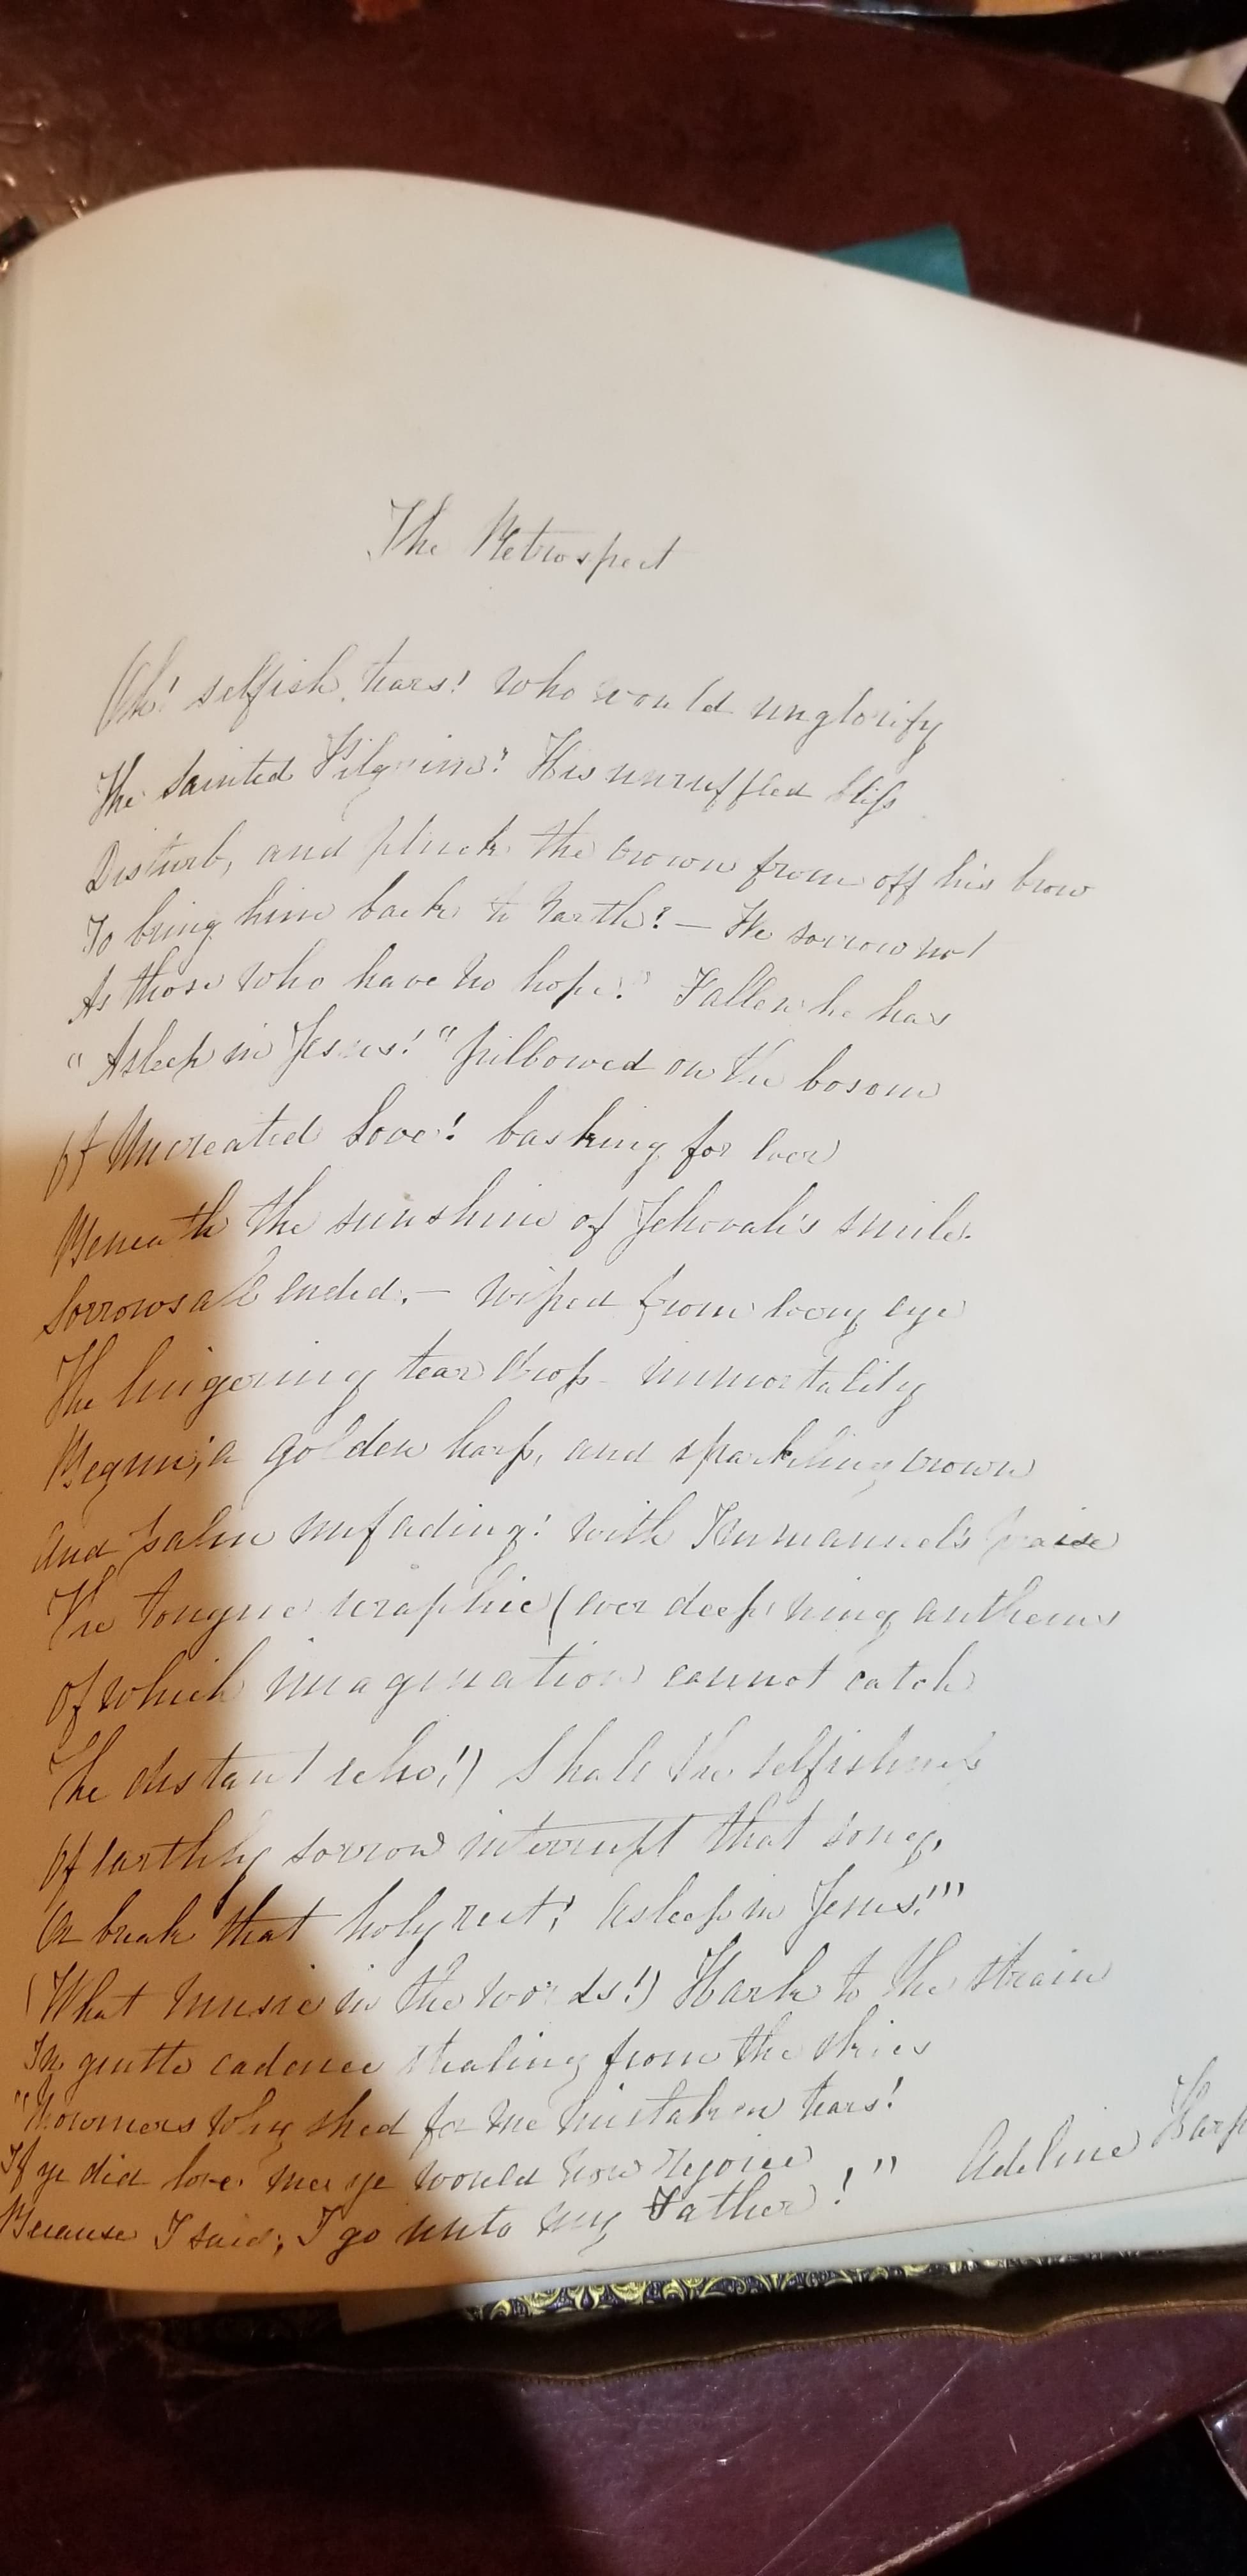 The Retrospect
Oh! selfish tears! who would unglorify
The sainted Pilgrim? His unruffled bliss
Disturb, and pluck the crown from off his brow
To bring him back to Earth? — We sorrow not
As those who have no hope." Fallen he has
"Asleep in Jesus!" pillowed on the bosom
Of Uncreated Love! basking for ever
Beneath the sunshine of Jehovah's smile.
Sorrows all ended. — wiped from every eye
The lingering tear drop - immortality
Begun; a golden harp, and sparkling crown
And palm unfading! with Immanuel's praise
The tongue seraphic (ever deep'ning anthems
Of which imagination cannot catch
The distant echo!) Shall the selfishness
Of earthly sorrow interrupt that song,
Or break that holy rest! asleep in Jesus!"
(What music in the words!) Hark to the strain
In gentle cadence stealing from the skies
"Mourners why shed for me mistaken tears!
If ye did love me ye would now rejoice
Because I said; I go unto my Father!"
Adeline